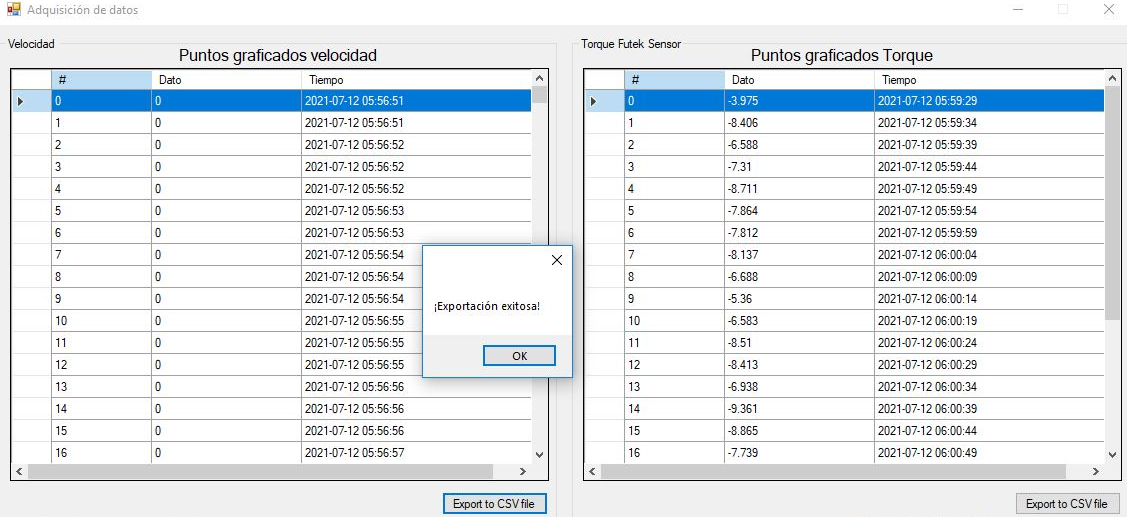 Adquisición de datos
Velocidad
Puntos graficados velocidad
# Dato Tiempo
0 0 2021-07-12 05:56:51
1 0 2021-07-12 05:56:51
2 0 2021-07-12 05:56:52
3 0 2021-07-12 05:56:52
4 0 2021-07-12 05:56:52
5 0 2021-07-12 05:56:53
6 0 2021-07-12 05:56:53
7 0 2021-07-12 05:56:54
8 0 2021-07-12 05:56:54
9 0 2021-07-12 05:56:54
10 0 2021-07-12 05:56:55
11 0 2021-07-12 05:56:55
12 0 2021-07-12 05:56:55
13 0 2021-07-12 05:56:56
14 0 2021-07-12 05:56:56
15 0 2021-07-12 05:56:56
16 0 2021-07-12 05:56:57
Export to CSV file
¡Exportación exitosa!
OK
Torque Futek Sensor
Puntos graficados Torque
# Dato Tiempo
0 -3.975 2021-07-12 05:59:29
1 -8.406 2021-07-12 05:59:34
2 -6.588 2021-07-12 05:59:39
3 -7.31 2021-07-12 05:59:44
4 -8.711 2021-07-12 05:59:49
5 -7.864 2021-07-12 05:59:54
6 -7.812 2021-07-12 05:59:59
7 -8.137 2021-07-12 06:00:04
8 -6.688 2021-07-12 06:00:09
9 -5.36 2021-07-12 06:00:14
10 -6.583 2021-07-12 06:00:19
11 -8.51 2021-07-12 06:00:24
12 -8.413 2021-07-12 06:00:29
13 -6.938 2021-07-12 06:00:34
14 -9.361 2021-07-12 06:00:39
15 -8.865 2021-07-12 06:00:44
16 -7.739 2021-07-12 06:00:49
Export to CSV file